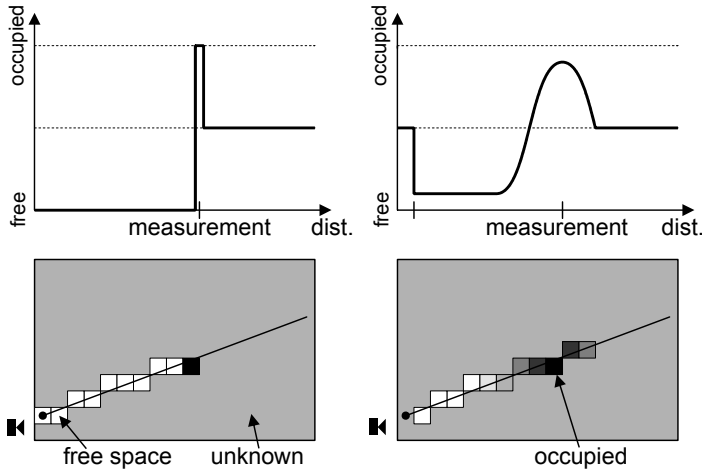 occupied
free
measurement dist.
occupied
free
measurement dist.
free space
unknown
occupied